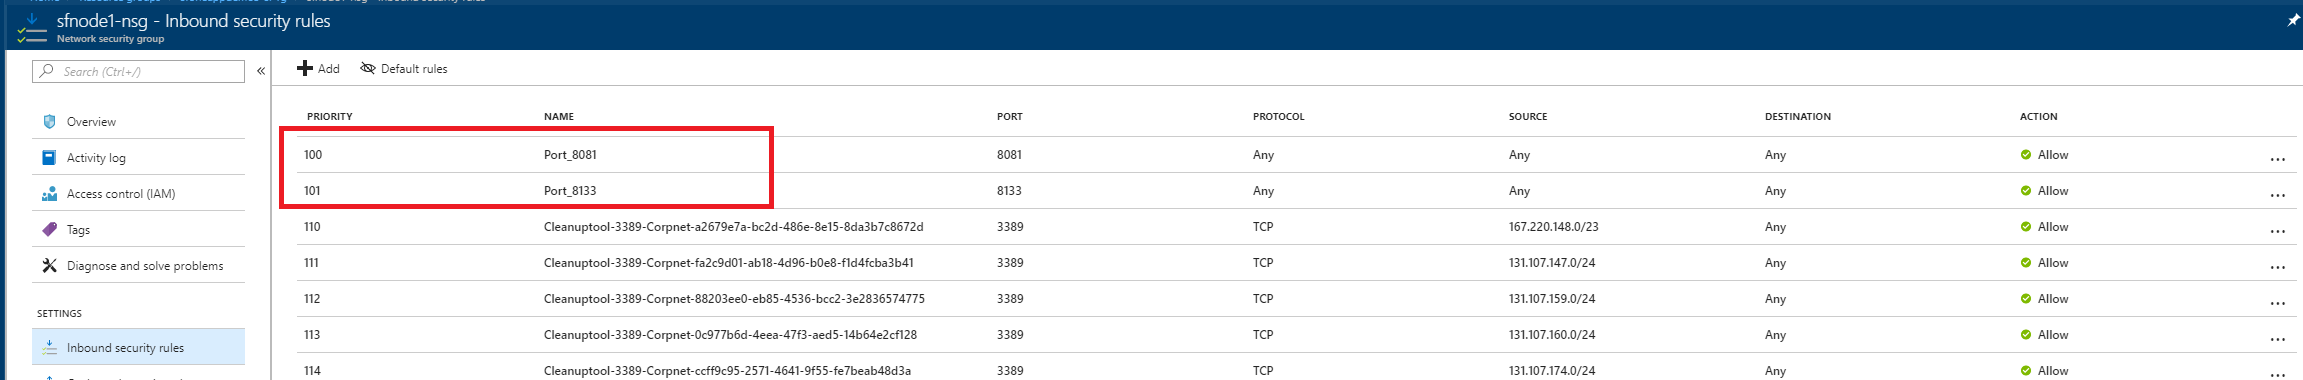 sfnode1-nsg - Inbound security rules
Network security group
Search (Ctrl+/)
«
Add
Default rules
Overview
Activity log
Access control (IAM)
Tags
Diagnose and solve problems
SETTINGS
Inbound security rules
PRIORITY NAME PORT PROTOCOL SOURCE DESTINATION ACTION
100 Port_8081 8081 Any Any Any Allow ...
101 Port_8133 8133 Any Any Any Allow ...
110 Cleanuptool-3389-Corpnet-a2679e7a-bc2d-486e-8e15-8da3b7c8672d 3389 TCP 167.220.148.0/23 Any Allow ...
111 Cleanuptool-3389-Corpnet-fa2c9d01-ab18-4d96-b0e8-f1d4fcba3b41 3389 TCP 131.107.147.0/24 Any Allow ...
112 Cleanuptool-3389-Corpnet-88203ee0-eb85-4536-bcc2-3e2836574775 3389 TCP 131.107.159.0/24 Any Allow ...
113 Cleanuptool-3389-Corpnet-0c977b6d-4eea-47f3-aed5-14b64e2cf128 3389 TCP 131.107.160.0/24 Any Allow ...
114 Cleanuptool-3389-Corpnet-ccff9c95-2571-4641-9f55-fe7beab48d3a 3389 TCP 131.107.174.0/24 Any Allow ...